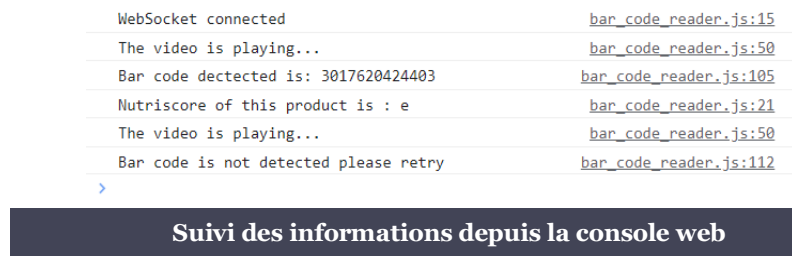 WebSocket connected bar_code_reader.js:15
The video is playing... bar_code_reader.js:50
Bar code dectected is: 3017620424403 bar_code_reader.js:105
Nutriscore of this product is : e bar_code_reader.js:21
The video is playing... bar_code_reader.js:50
Bar code is not detected please retry bar_code_reader.js:112
>
Suivi des informations depuis la console web